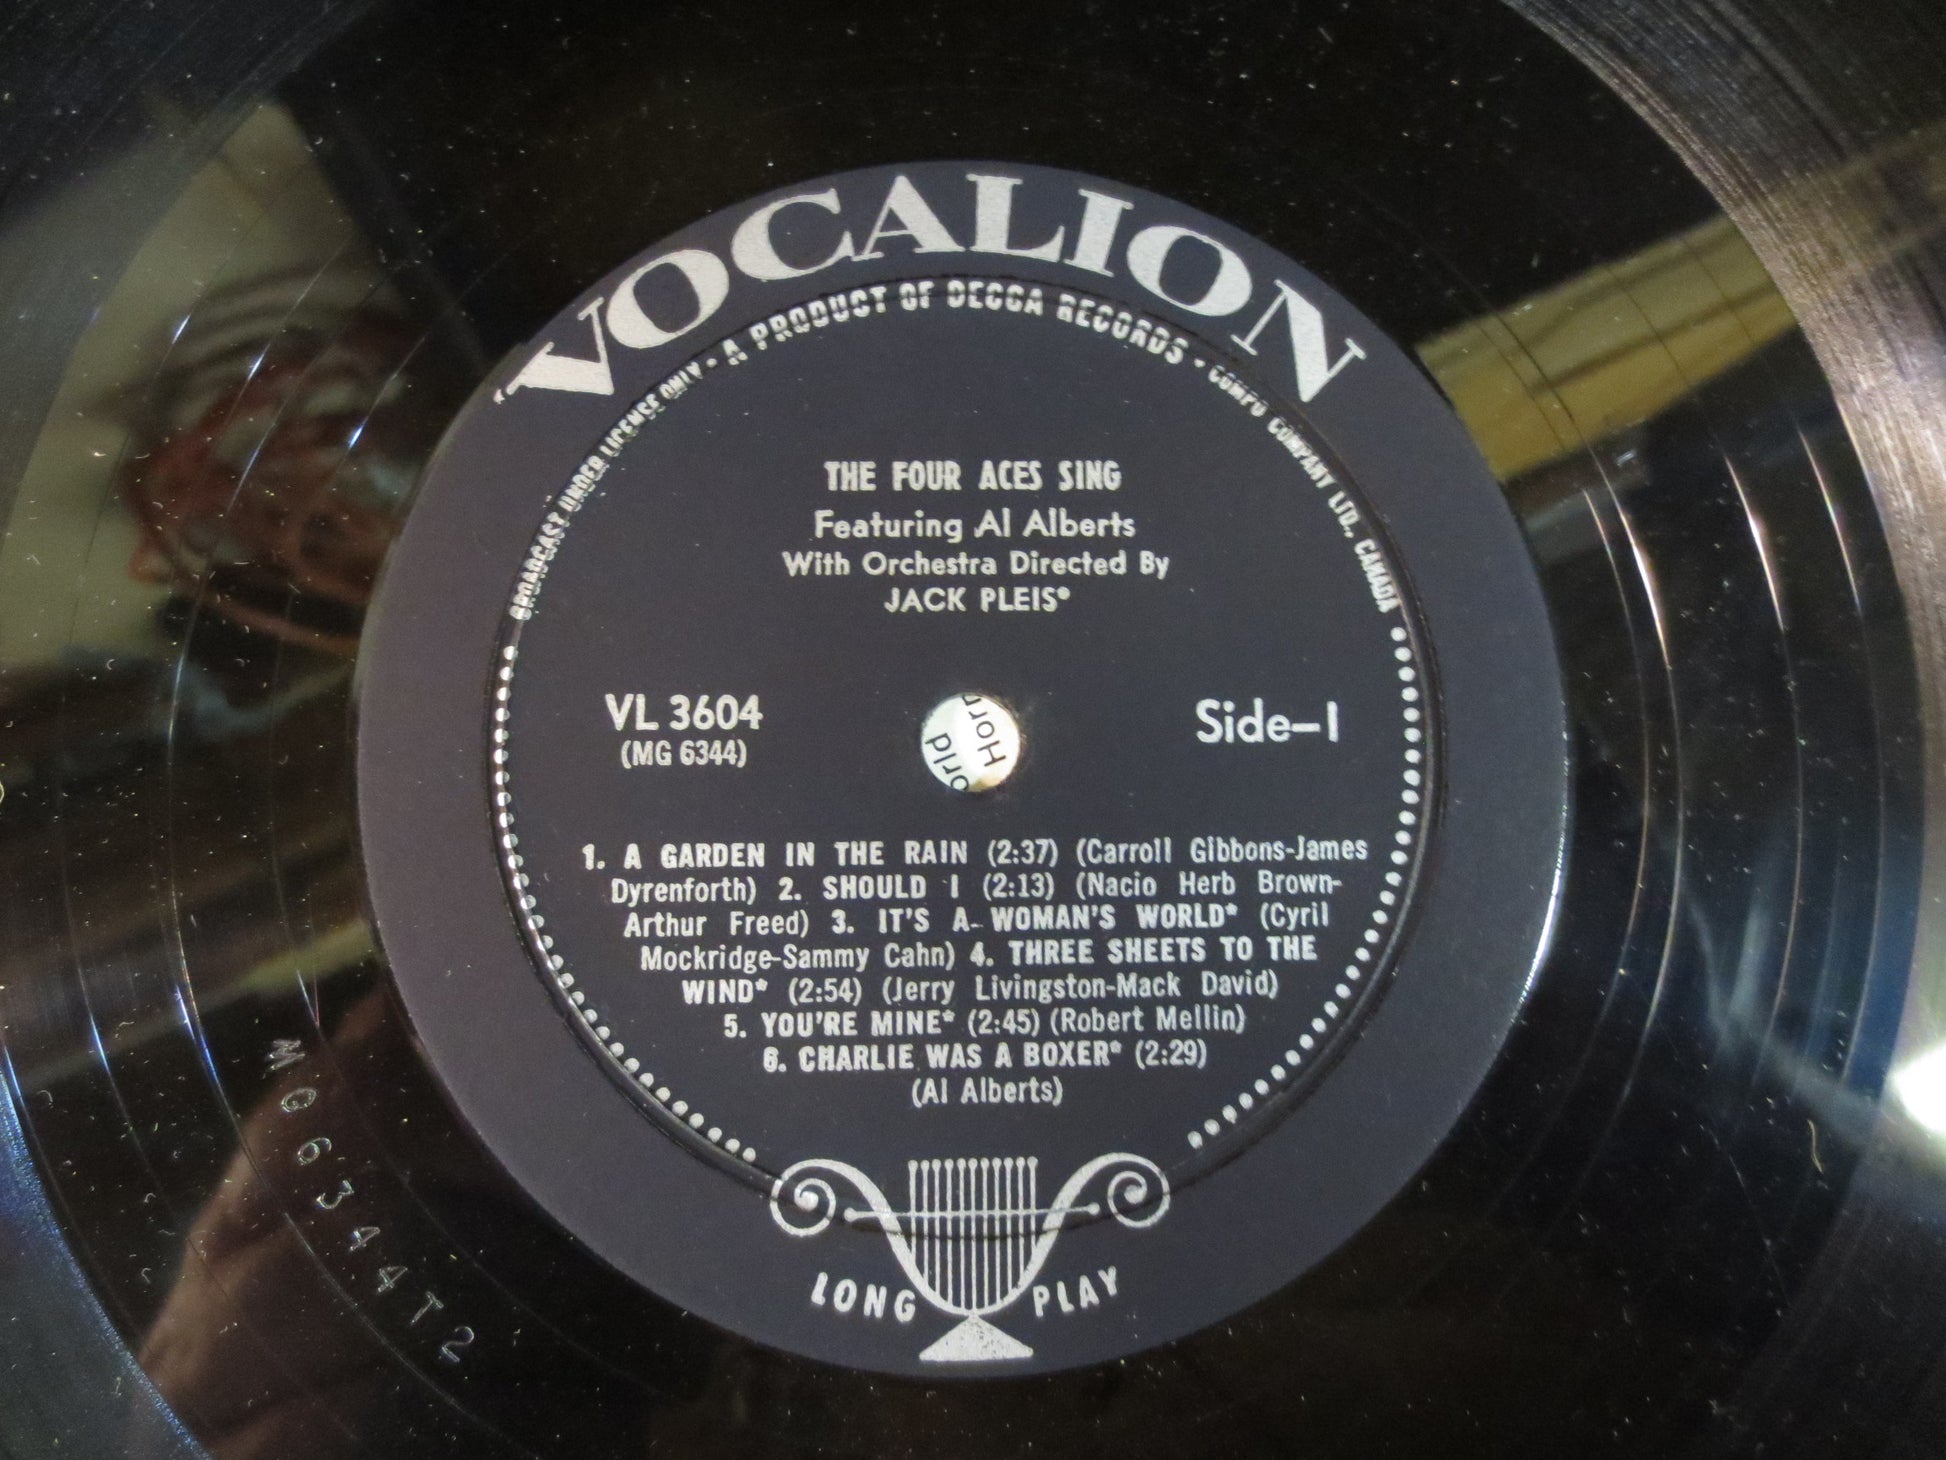 VOCALION
BROADCAST UNDER LICENSE ONLY • A PRODUCT OF DECCA RECORDS • COMPO COMPANY LTD., CANADA
THE FOUR ACES SING
Featuring Al Alberts
With Orchestra Directed By
JACK PLEIS*
VL 3604
(MG 6344)
Side-1
orld
Horn
1. A GARDEN IN THE RAIN (2:37) (Carroll Gibbons-James
Dyrenforth) 2. SHOULD I (2:13) (Nacio Herb Brown-
Arthur Freed) 3. IT'S A WOMAN'S WORLD* (Cyril
Mockridge-Sammy Cahn) 4. THREE SHEETS TO THE
WIND* (2:54) (Jerry Livingston-Mack David)
5. YOU'RE MINE* (2:45) (Robert Mellin)
6. CHARLIE WAS A BOXER* (2:29)
(Al Alberts)
LONG PLAY
MG6344T2